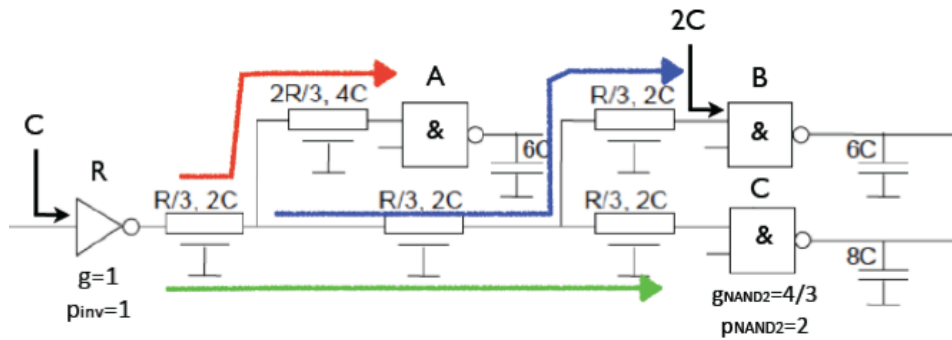 2C
A
B
2R/3, 4C
R/3, 2C
C
&
&
R
6C
6C
C
R/3, 2C
R/3, 2C
R/3, 2C
&
8C
g=1
pinv=1
gNAND2=4/3
pNAND2=2